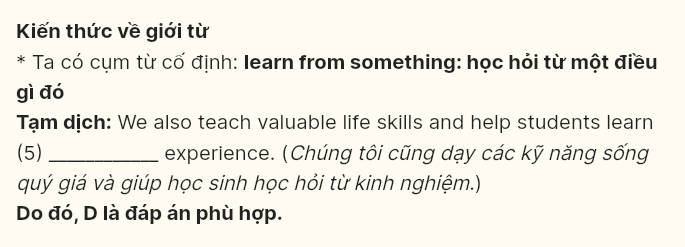 Kiến thức về giới từ
* Ta có cụm từ cố định: learn from something: học hỏi từ một điều
gì đó
Tạm dịch: We also teach valuable life skills and help students learn
(5) ____________ experience. (Chúng tôi cũng dạy các kỹ năng sống
quý giá và giúp học sinh học hỏi từ kinh nghiệm.)
Do đó, D là đáp án phù hợp.